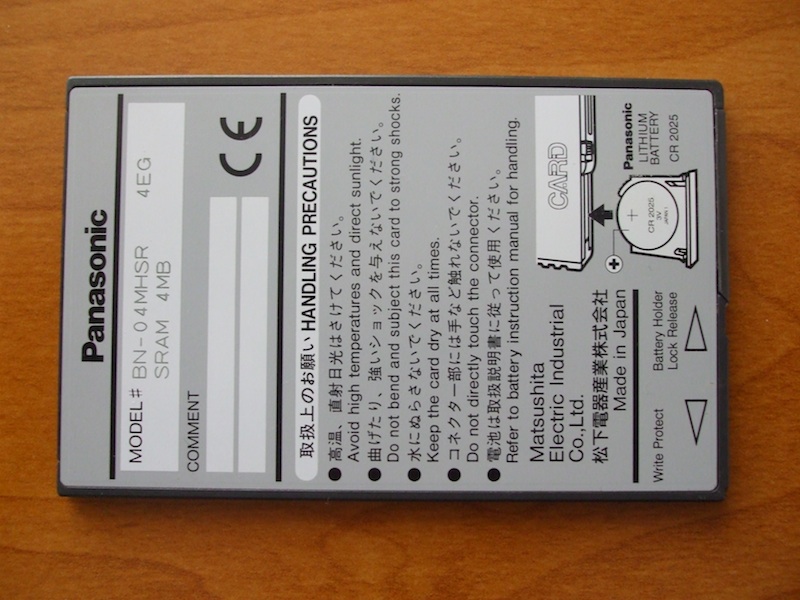 Panasonic
MODEL# BN-04MHSR 4EG
SRAM 4MB
COMMENT
CE
取扱上のお願い HANDLING PRECAUTIONS
●高温、直射日光はさけてください。
Avoid high temperatures and direct sunlight.
●曲げたり、強いショックを与えないでください。
Do not bend and subject this card to strong shocks.
●水にぬらさないでください。
Keep the card dry at all times.
●コネクター部には手など触れないでください。
Do not directly touch the connector.
●電池は取扱説明書に従って使用ください。
Refer to battery instruction manual for handling.
Matsushita
Electric Industrial
Co.,Ltd.
松下電器産業株式会社
Made in Japan
CARD
+
+
CR 2025
3V
JAPAN
Panasonic
LITHIUM
BATTERY
CR 2025
Write Protect
Battery Holder
Lock Release